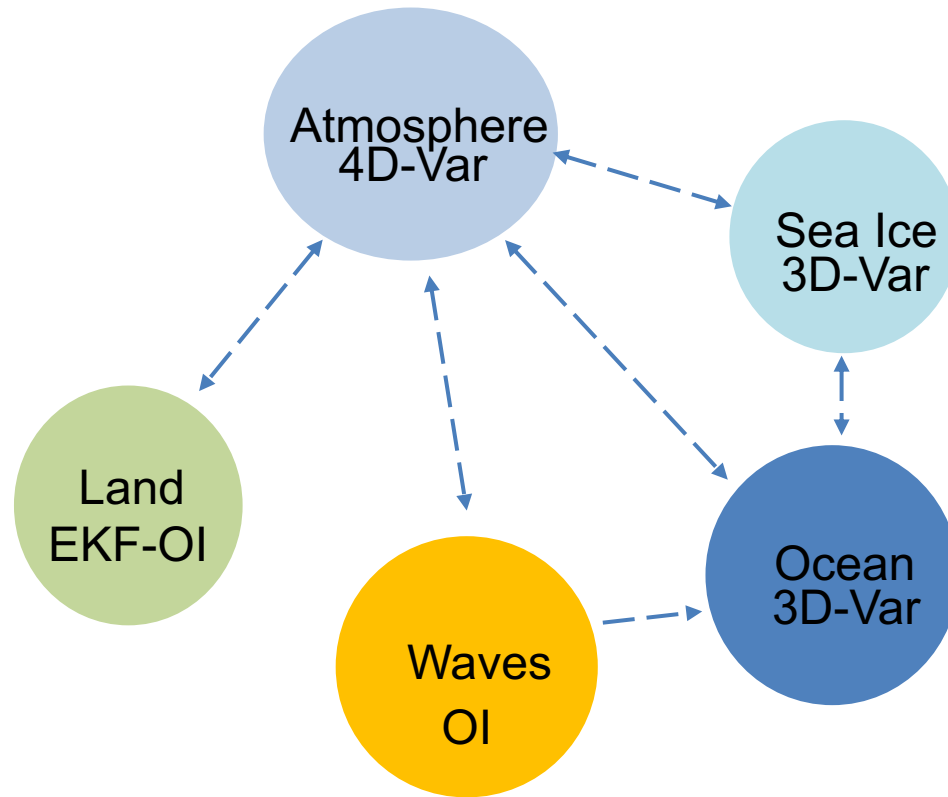 Atmosphere
4D-Var
Sea Ice
3D-Var
Land
EKF-OI
Ocean
3D-Var
Waves
OI